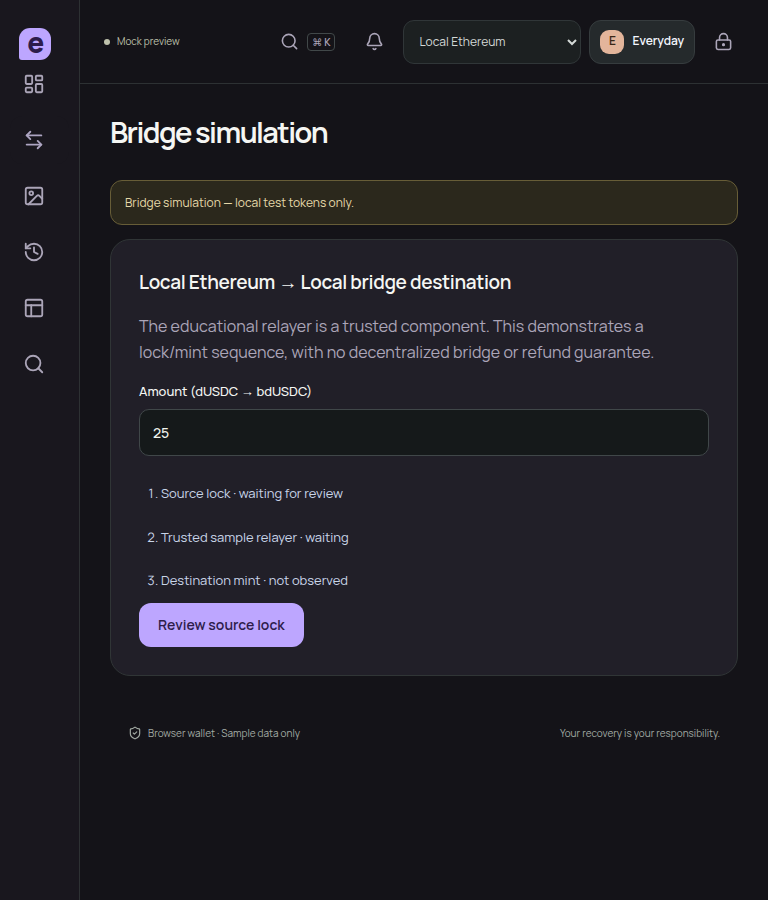 e
Mock preview
⌘ K
Local Ethereum
E
Everyday
Bridge simulation
Bridge simulation — local test tokens only.
Local Ethereum → Local bridge destination
The educational relayer is a trusted component. This demonstrates a
lock/mint sequence, with no decentralized bridge or refund guarantee.
Amount (dUSDC → bdUSDC)
25
1. Source lock · waiting for review
2. Trusted sample relayer · waiting
3. Destination mint · not observed
Review source lock
Browser wallet · Sample data only
Your recovery is your responsibility.